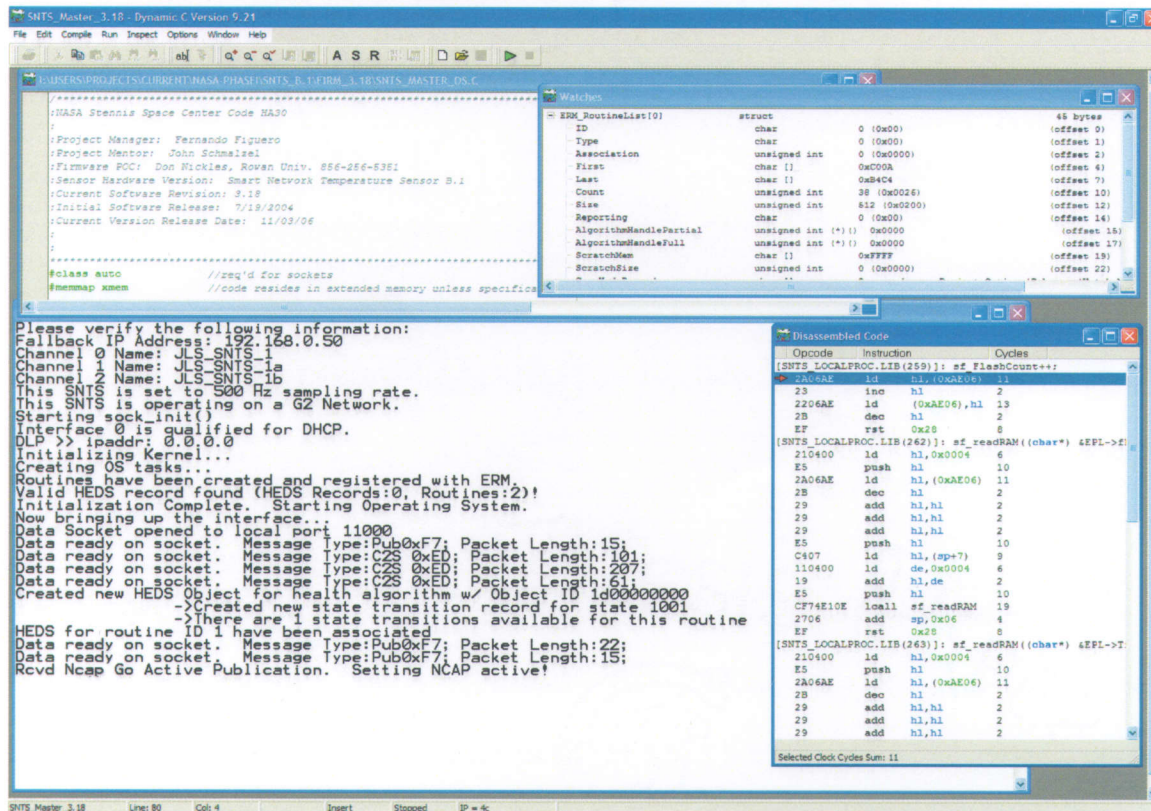 SNTS_Master_3.18 - Dynamic C Version 9.21
File Edit Compile Run Inspect Options Window Help
A S R
I:\USERS\PROJECTS\CURRENT\NASA PHASEII\SNTS_B.1\FIRM_3.18\SNTS_MASTER_DS.C
:NASA Stennis Space Center Code HA30
:
:Project Manager: Fernando Figuero
:Project Mentor: John Schmalzel
:Firmware POC: Don Nickles, Rowan Univ. 856-256-5351
:Sensor Hardware Version: Smart Network Temperature Sensor B.1
:Current Software Revision: 3.18
:Initial Software Release: 7/19/2004
:Current Version Release Date: 11/03/06
:
:
#class auto //req'd for sockets
#memmap xmem //code resides in extended memory unless specific
Watches
ERM_RoutineList[0] struct 45 bytes
ID char 0 (0x00) (offset 0)
Type char 0 (0x00) (offset 1)
Association unsigned int 0 (0x0000) (offset 2)
First char [] 0xC00A (offset 4)
Last char [] 0xB4C4 (offset 7)
Count unsigned int 38 (0x0026) (offset 10)
Size unsigned int 512 (0x0200) (offset 12)
Reporting char 0 (0x00) (offset 14)
AlgorithmHandlePartial unsigned int (*)() 0x0000 (offset 15)
AlgorithmHandleFull unsigned int (*)() 0x0000 (offset 17)
ScratchMem char [] 0xFFFF (offset 19)
ScratchSize unsigned int 0 (0x0000) (offset 22)
Please verify the following information:
Fallback IP Address: 192.168.0.50
Channel 0 Name: JLS_SNTS_1
Channel 1 Name: JLS_SNTS_1a
Channel 2 Name: JLS_SNTS_1b
This SNTS is set to 500 Hz sampling rate.
This SNTS is operating on a G2 Network.
Starting sock_init()
Interface 0 is qualified for DHCP.
DLP >> ipaddr: 0.0.0.0
Initializing Kernel...
Creating OS tasks...
Routines have been created and registered with ERM.
Valid HEDS record found (HEDS Records:0, Routines:2)!
Initialization Complete. Starting Operating System.
Now bringing up the interface...
Data Socket opened to local port 11000
Data ready on socket. Message Type:Pub0xF7; Packet Length:15;
Data ready on socket. Message Type:C2S 0xED; Packet Length:101;
Data ready on socket. Message Type:C2S 0xED; Packet Length:207;
Data ready on socket. Message Type:C2S 0xED; Packet Length:61;
Created new HEDS Object for health algorithm w/ Object ID 1d00000000
->Created new state transition record for state 1001
->There are 1 state transitions available for this routine
HEDS for routine ID 1 have been associated
Data ready on socket. Message Type:Pub0xF7; Packet Length:22;
Data ready on socket. Message Type:Pub0xF7; Packet Length:15;
Rcvd Ncap Go Active Publication. Setting NCAP active!
Disassembled Code
Opcode Instruction Cycles
[SNTS_LOCALPROC.LIB(259)]: sf_FlashCount++;
2A06AE ld hl,(0xAE06) 11
23 inc hl 2
2206AE ld (0xAE06),hl 13
2B dec hl 2
EF rst 0x28 8
[SNTS_LOCALPROC.LIB(262)]: sf_readRAM((char*) &EPL->fl
210400 ld hl,0x0004 6
E5 push hl 10
2A06AE ld hl,(0xAE06) 11
2B dec hl 2
29 add hl,hl 2
29 add hl,hl 2
29 add hl,hl 2
E5 push hl 10
C407 ld hl,(sp+7) 9
110400 ld de,0x0004 6
19 add hl,de 2
E5 push hl 10
CF74E10E lcall sf_readRAM 19
2706 add sp,0x06 4
EF rst 0x28 8
[SNTS_LOCALPROC.LIB(263)]: sf_readRAM((char*) &EPL->T
210400 ld hl,0x0004 6
E5 push hl 10
2A06AE ld hl,(0xAE06) 11
2B dec hl 2
29 add hl,hl 2
29 add hl,hl 2
29 add hl,hl 2
Selected Clock Cycles Sum: 11
SNTS_Master_3.18 Line: 80 Col: 4 Insert Stopped IP = 4c